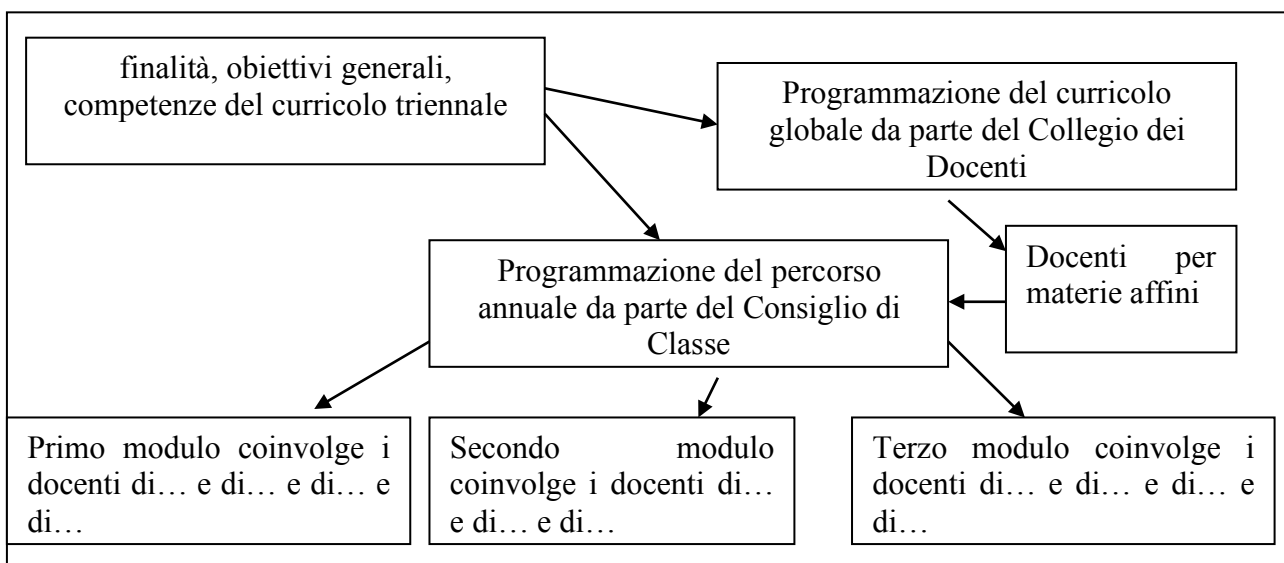 finalità, obiettivi generali,
competenze del curricolo triennale
Programmazione del curricolo
globale da parte del Collegio dei
Docenti
Docenti per
materie affini
Programmazione del percorso
annuale da parte del Consiglio di
Classe
Primo modulo coinvolge i
docenti di… e di… e di… e
di…
Secondo modulo
coinvolge i docenti di…
e di… e di…
Terzo modulo coinvolge i
docenti di… e di… e di… e
di…